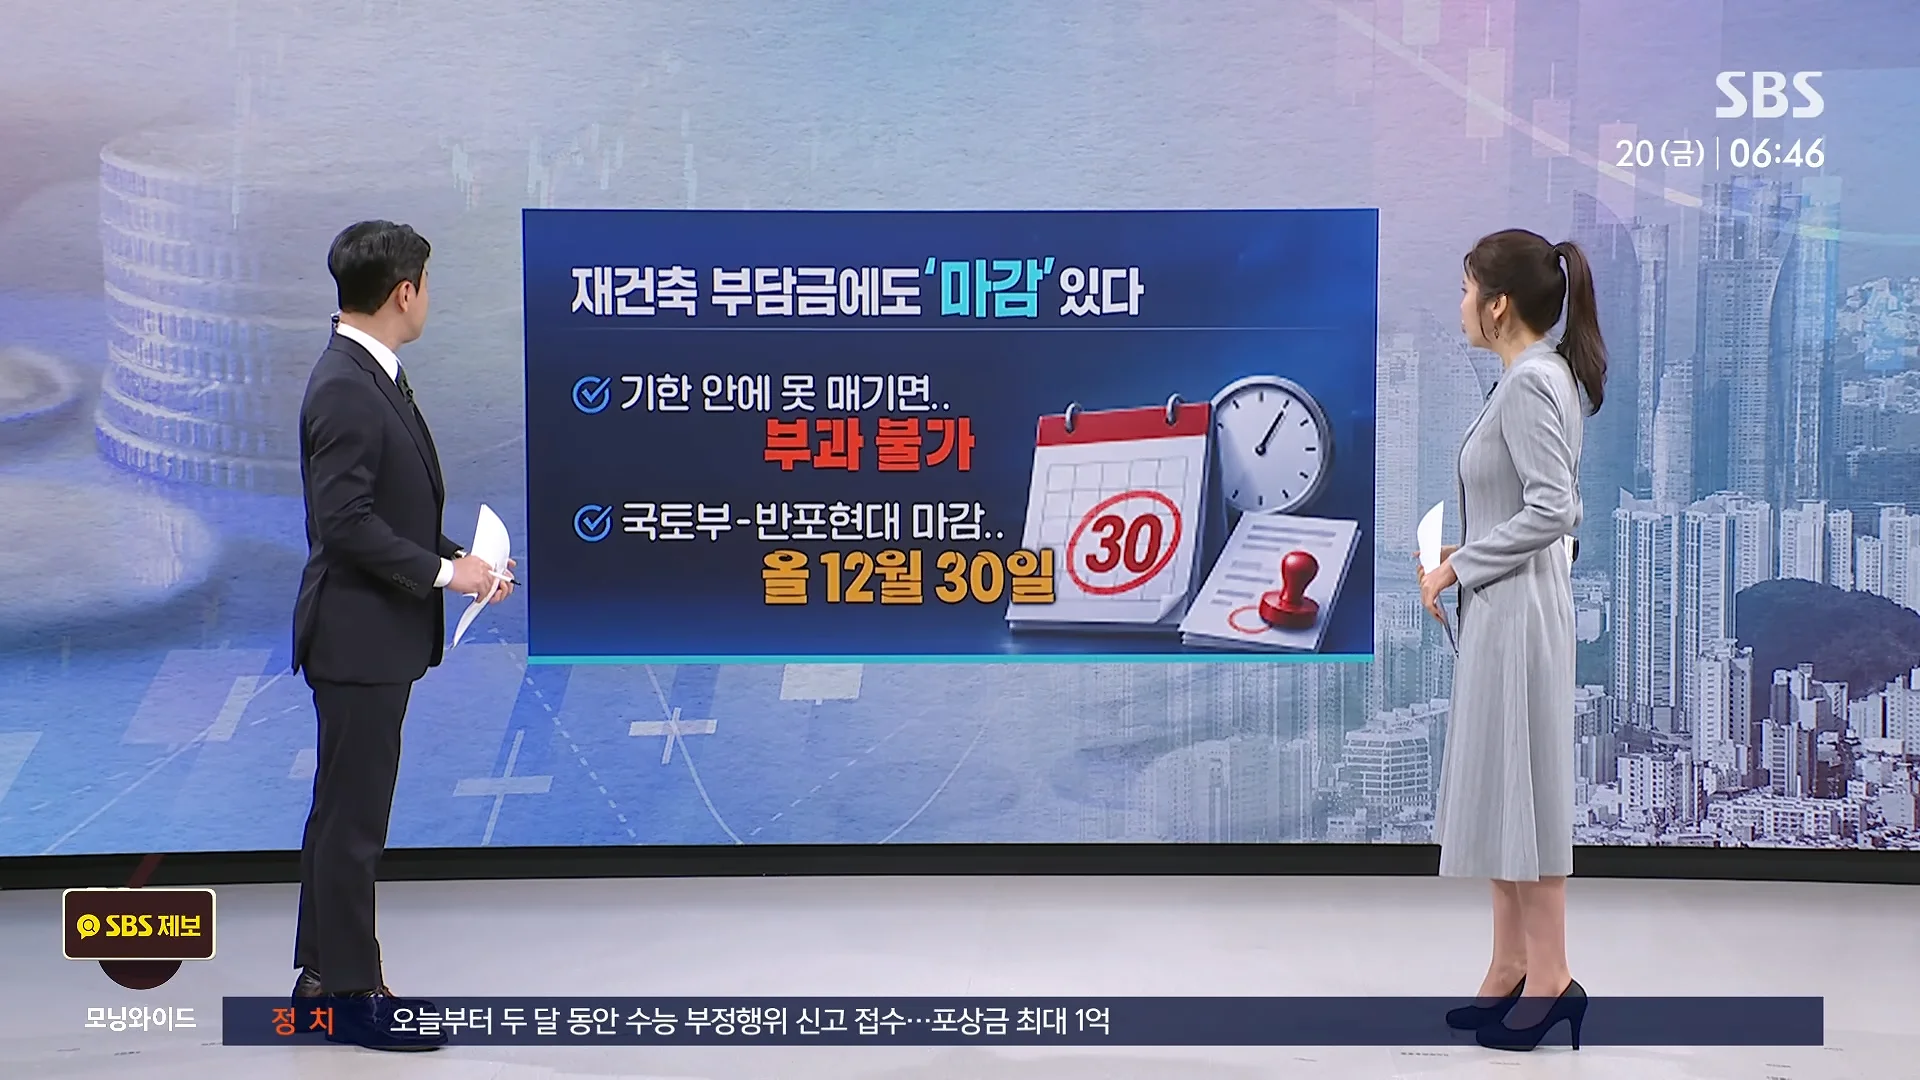 SBS
20(금) | 06:46
재건축 부담금에도 '마감' 있다
기한 안에 못 매기면..
부과 불가
국토부-반포현대 마감..
올 12월 30일
30
SBS 제보
모닝와이드
정치 오늘부터 두 달 동안 수능 부정행위 신고 접수…포상금 최대 1억